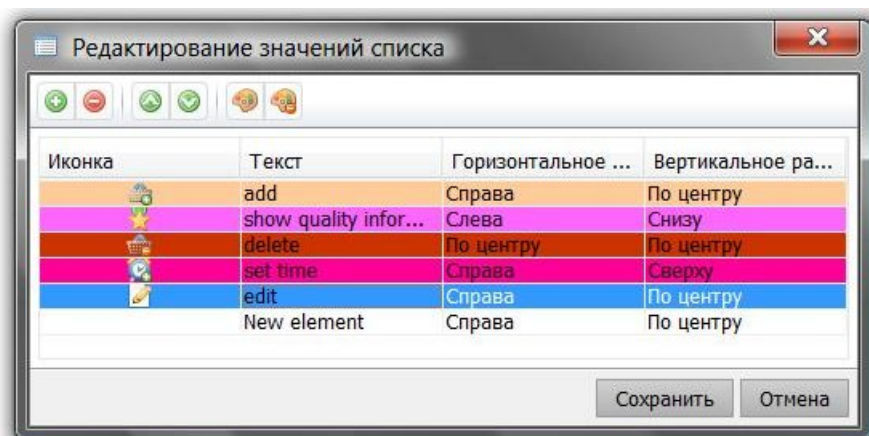 Редактирование значений списка
Иконка Текст Горизонтальное ... Вертикальное ра...
add Справа По центру
show quality infor... Слева Снизу
delete По центру По центру
set time Справа Сверху
edit Справа По центру
New element Справа По центру
Сохранить Отмена